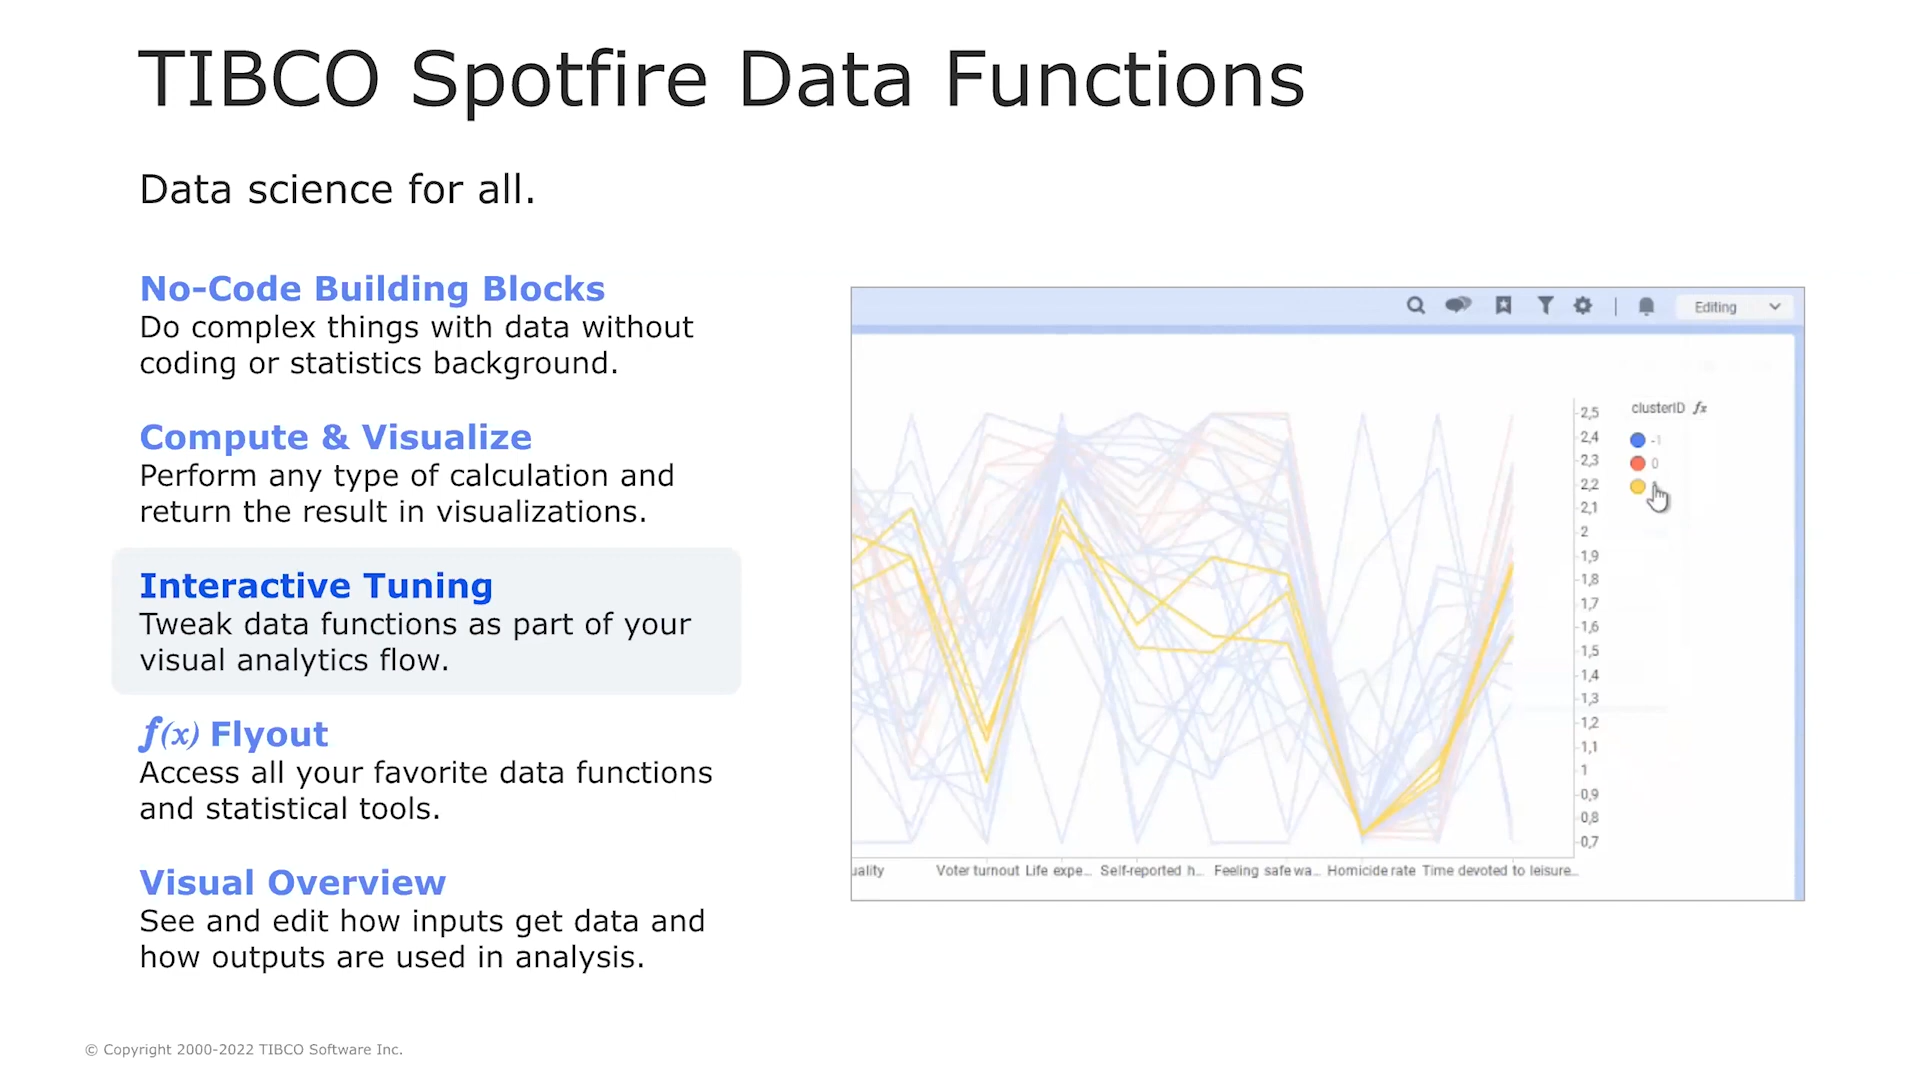 TIBCO Spotfire Data Functions
Data science for all.
No-Code Building Blocks
Do complex things with data without
coding or statistics background.
Compute & Visualize
Perform any type of calculation and
return the result in visualizations.
Interactive Tuning
Tweak data functions as part of your
visual analytics flow.
f(x) Flyout
Access all your favorite data functions
and statistical tools.
Visual Overview
See and edit how inputs get data and
how outputs are used in analysis.
Editing
clusterID fx
-1
0
2,5
2,4
2,3
2,2
2,1
2
1,9
1,8
1,7
1,6
1,5
1,4
1,3
1,2
1,1
1
0,9
0,8
0,7
uality Voter turnout Life expe... Self-reported h... Feeling safe wa... Homicide rate Time devoted to leisure...
© Copyright 2000-2022 TIBCO Software Inc.